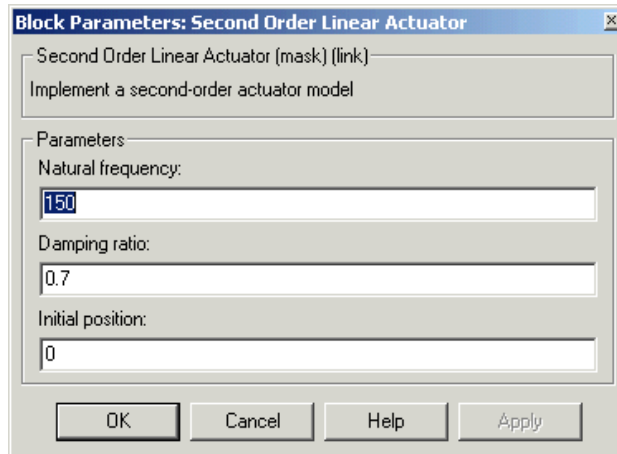 Block Parameters: Second Order Linear Actuator
Second Order Linear Actuator (mask) (link)
Implement a second-order actuator model
Parameters
Natural frequency:
150
Damping ratio:
0.7
Initial position:
0
OK Cancel Help Apply